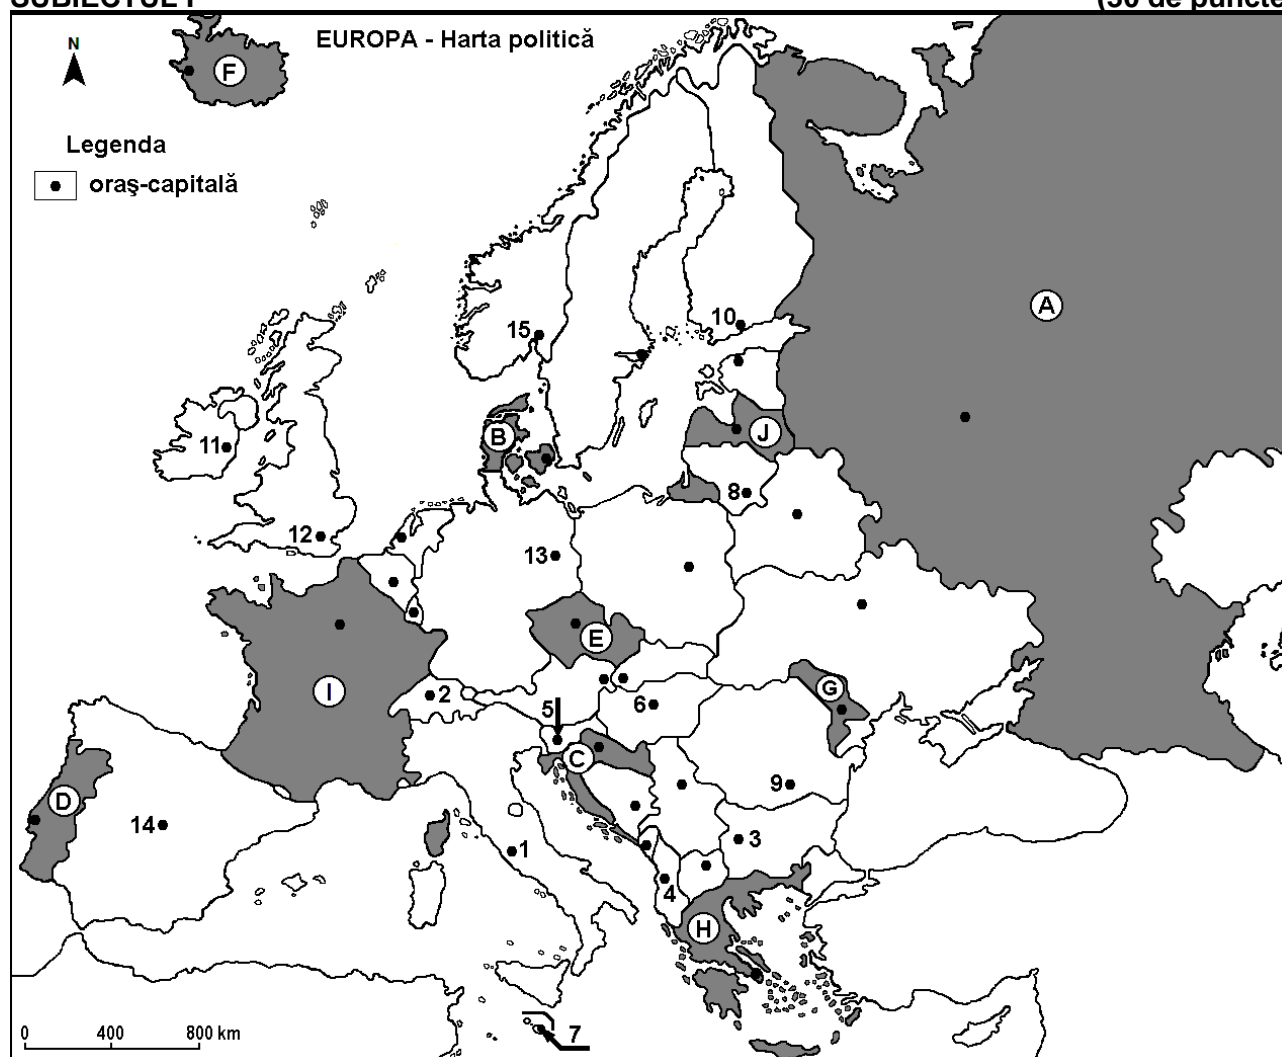 SUBIECTUL I (30 de puncte
EUROPA - Harta politică
N
F
Legenda
oraş-capitală
A
10
15
J
B
11
8
12
13
E
G
I
2
5
6
C
D
9
14
3
1
4
H
0 400 800 km
7